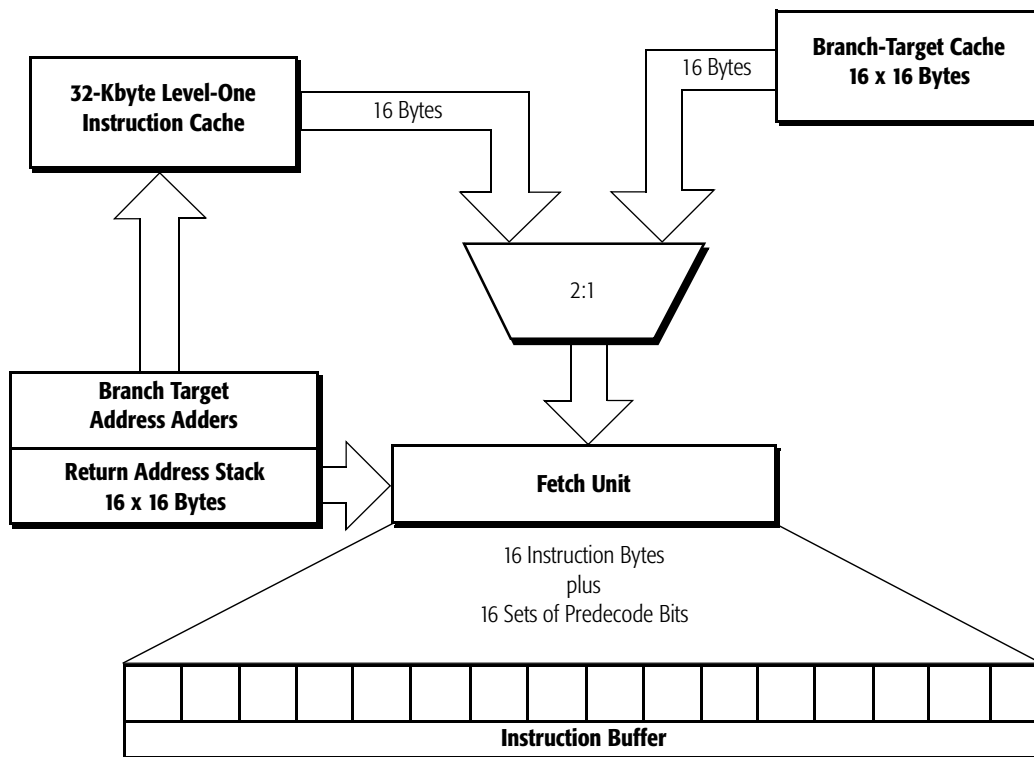 Branch-Target Cache
16 x 16 Bytes
32-Kbyte Level-One
Instruction Cache
16 Bytes
16 Bytes
2:1
Branch Target
Address Adders
Return Address Stack
16 x 16 Bytes
Fetch Unit
16 Instruction Bytes
plus
16 Sets of Predecode Bits
Instruction Buffer